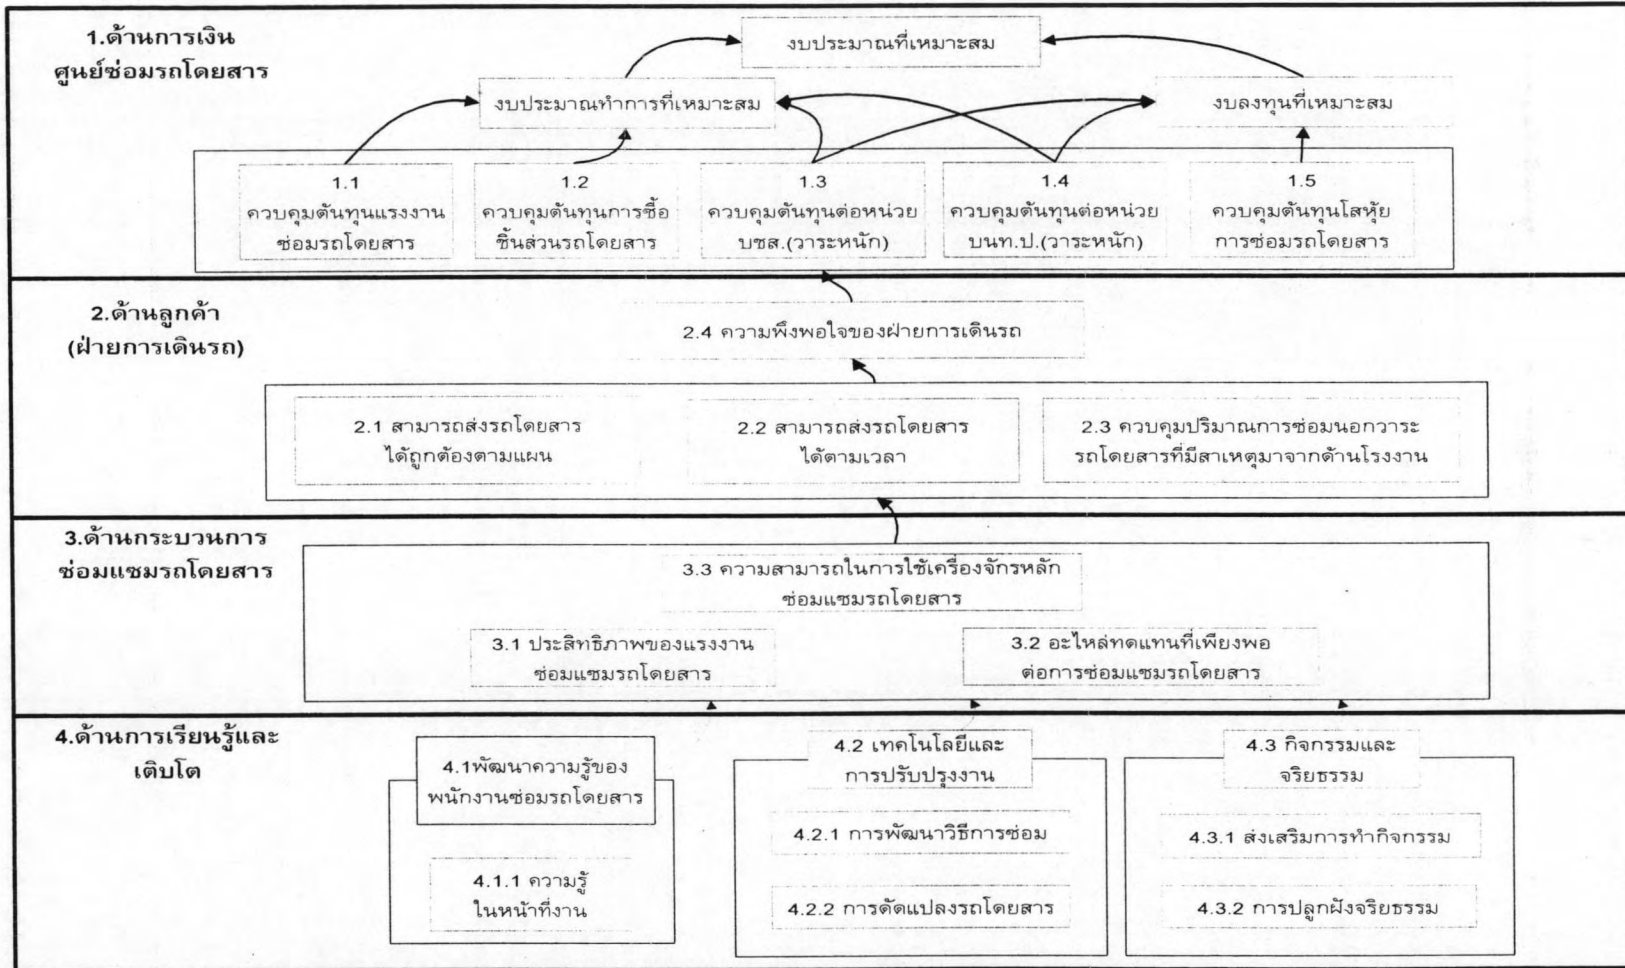 1.ด้านการเงิน
ศูนย์ซ่อมรถโดยสาร
งบประมาณที่เหมาะสม
งบประมาณทำการที่เหมาะสม
งบลงทุนที่เหมาะสม
1.1
ควบคุมต้นทุนแรงงาน
ซ่อมรถโดยสาร
1.2
ควบคุมต้นทุนการซื้อ
ชิ้นส่วนรถโดยสาร
1.3
ควบคุมต้นทุนต่อหน่วย
บชส.(วาระหนัก)
1.4
ควบคุมต้นทุนต่อหน่วย
บนท.ป.(วาระหนัก)
1.5
ควบคุมต้นทุนโสหุ้ย
การซ่อมรถโดยสาร
2.ด้านลูกค้า
(ฝ่ายการเดินรถ)
2.4 ความพึงพอใจของฝ่ายการเดินรถ
2.1 สามารถส่งรถโดยสาร
ได้ถูกต้องตามแผน
2.2 สามารถส่งรถโดยสาร
ได้ตามเวลา
2.3 ควบคุมปริมาณการซ่อมนอกวาระ
รถโดยสารที่มีสาเหตุมาจากด้านโรงงาน
3.ด้านกระบวนการ
ซ่อมแซมรถโดยสาร
3.3 ความสามารถในการใช้เครื่องจักรหลัก
ซ่อมแซมรถโดยสาร
3.1 ประสิทธิภาพของแรงงาน
ซ่อมแซมรถโดยสาร
3.2 อะไหล่ทดแทนที่เพียงพอ
ต่อการซ่อมแซมรถโดยสาร
4.ด้านการเรียนรู้และ
เติบโต
4.1พัฒนาความรู้ของ
พนักงานซ่อมรถโดยสาร
4.1.1 ความรู้
ในหน้าที่งาน
4.2 เทคโนโลยีและ
การปรับปรุงงาน
4.2.1 การพัฒนาวิธีการซ่อม
4.2.2 การดัดแปลงรถโดยสาร
4.3 กิจกรรมและ
จริยธรรม
4.3.1 ส่งเสริมการทำกิจกรรม
4.3.2 การปลูกฝังจริยธรรม